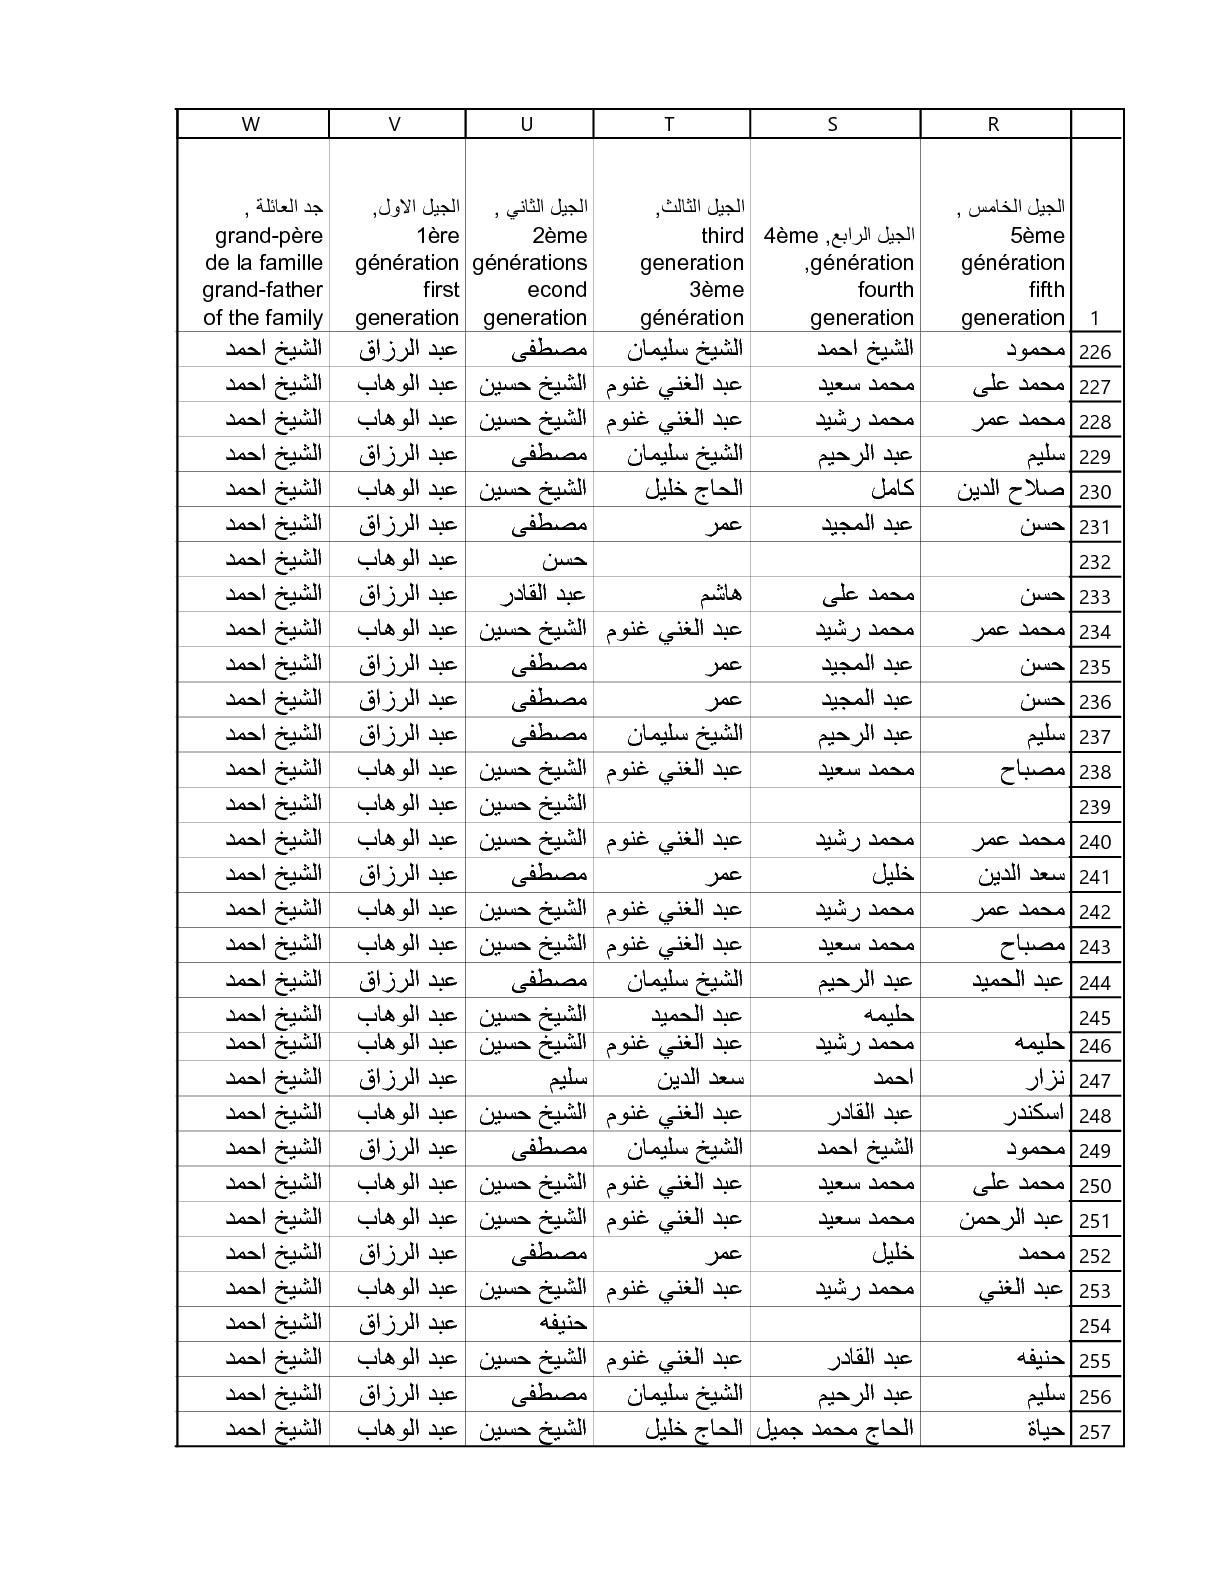 R S T U V W
الجيل الخامس , 5ème génération fifth generation
الجيل الرابع, 4ème génération, fourth generation
الجيل الثالث, third generation 3ème génération
الجيل الثاني , 2ème générations econd generation
الجيل الاول, 1ère génération first generation
جد العائلة , grand-père de la famille grand-father of the family
1
226 محمود الشيخ احمد الشيخ سليمان مصطفى عبد الرزاق الشيخ احمد
227 محمد على محمد سعيد عبد الغني غنوم الشيخ حسين عبد الوهاب الشيخ احمد
228 محمد عمر محمد رشيد عبد الغني غنوم الشيخ حسين عبد الوهاب الشيخ احمد
229 سليم عبد الرحيم الشيخ سليمان مصطفى عبد الرزاق الشيخ احمد
230 صلاح الدين كامل الحاج خليل الشيخ حسين عبد الوهاب الشيخ احمد
231 حسن عبد المجيد عمر مصطفى عبد الرزاق الشيخ احمد
232 حسن عبد الوهاب الشيخ احمد
233 حسن محمد على هاشم عبد القادر عبد الرزاق الشيخ احمد
234 محمد عمر محمد رشيد عبد الغني غنوم الشيخ حسين عبد الوهاب الشيخ احمد
235 حسن عبد المجيد عمر مصطفى عبد الرزاق الشيخ احمد
236 حسن عبد المجيد عمر مصطفى عبد الرزاق الشيخ احمد
237 سليم عبد الرحيم الشيخ سليمان مصطفى عبد الرزاق الشيخ احمد
238 مصباح محمد سعيد عبد الغني غنوم الشيخ حسين عبد الوهاب الشيخ احمد
239 الشيخ حسين عبد الوهاب الشيخ احمد
240 محمد عمر محمد رشيد عبد الغني غنوم الشيخ حسين عبد الوهاب الشيخ احمد
241 سعد الدين خليل عمر مصطفى عبد الرزاق الشيخ احمد
242 محمد عمر محمد رشيد عبد الغني غنوم الشيخ حسين عبد الوهاب الشيخ احمد
243 مصباح محمد سعيد عبد الغني غنوم الشيخ حسين عبد الوهاب الشيخ احمد
244 عبد الحميد عبد الرحيم الشيخ سليمان مصطفى عبد الرزاق الشيخ احمد
245 حليمه عبد الحميد الشيخ حسين عبد الوهاب الشيخ احمد
246 حليمه محمد رشيد عبد الغني غنوم الشيخ حسين عبد الوهاب الشيخ احمد
247 نزار احمد سعد الدين سليم عبد الرزاق الشيخ احمد
248 اسكندر عبد القادر عبد الغني غنوم الشيخ حسين عبد الوهاب الشيخ احمد
249 محمود الشيخ احمد الشيخ سليمان مصطفى عبد الرزاق الشيخ احمد
250 محمد على محمد سعيد عبد الغني غنوم الشيخ حسين عبد الوهاب الشيخ احمد
251 عبد الرحمن محمد سعيد عبد الغني غنوم الشيخ حسين عبد الوهاب الشيخ احمد
252 محمد خليل عمر مصطفى عبد الرزاق الشيخ احمد
253 عبد الغني محمد رشيد عبد الغني غنوم الشيخ حسين عبد الوهاب الشيخ احمد
254 حنيفه عبد الرزاق الشيخ احمد
255 حنيفه عبد القادر عبد الغني غنوم الشيخ حسين عبد الوهاب الشيخ احمد
256 سليم عبد الرحيم الشيخ سليمان مصطفى عبد الرزاق الشيخ احمد
257 حياة الحاج محمد جميل الحاج خليل الشيخ حسين عبد الوهاب الشيخ احمد